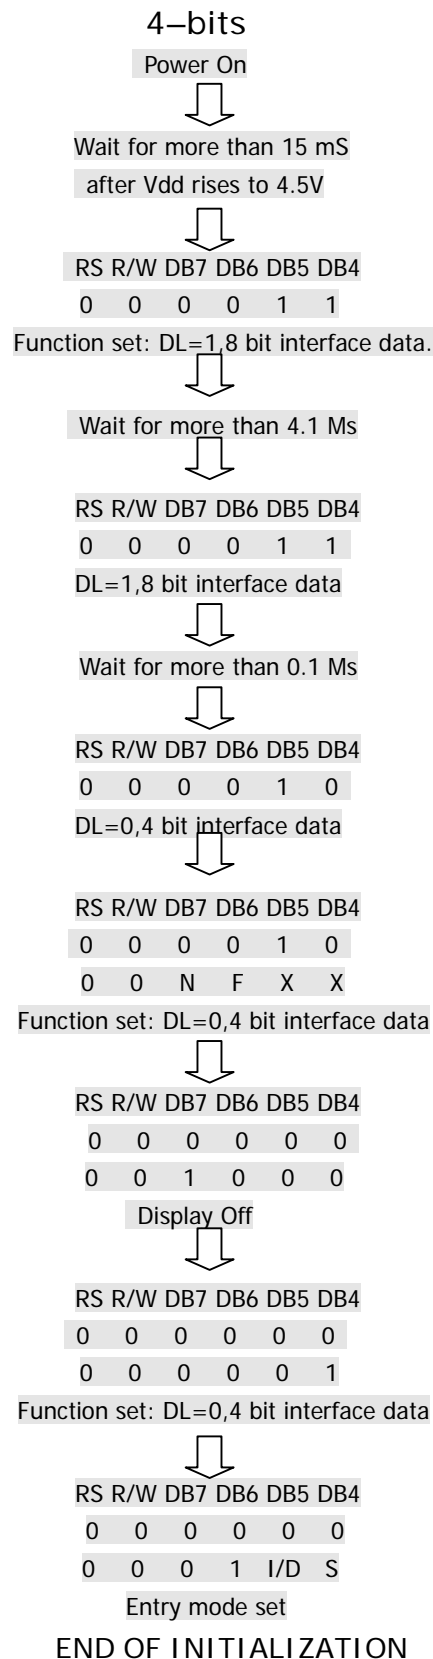 4–bits
Power On
Wait for more than 15 mS
after Vdd rises to 4.5V
RS R/W DB7 DB6 DB5 DB4
0 0 0 0 1 1
Function set: DL=1,8 bit interface data.
Wait for more than 4.1 Ms
RS R/W DB7 DB6 DB5 DB4
0 0 0 0 1 1
DL=1,8 bit interface data
Wait for more than 0.1 Ms
RS R/W DB7 DB6 DB5 DB4
0 0 0 0 1 0
DL=0,4 bit interface data
RS R/W DB7 DB6 DB5 DB4
0 0 0 0 1 0
0 0 N F X X
Function set: DL=0,4 bit interface data
RS R/W DB7 DB6 DB5 DB4
0 0 0 0 0 0
0 0 1 0 0 0
Display Off
RS R/W DB7 DB6 DB5 DB4
0 0 0 0 0 0
0 0 0 0 0 1
Function set: DL=0,4 bit interface data
RS R/W DB7 DB6 DB5 DB4
0 0 0 0 0 0
0 0 0 1 I/D S
Entry mode set
END OF INITIALIZATION